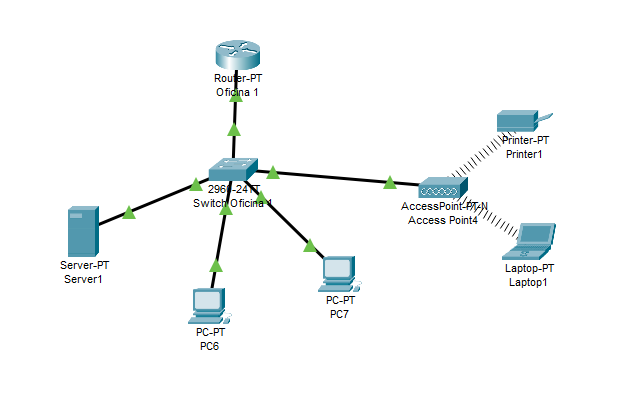 Router-PT
Oficina 1
Printer-PT
Printer1
2960-24TT
Switch Oficina 1
AccessPoint-PT-N
Access Point4
Server-PT
Server1
Laptop-PT
Laptop1
PC-PT
PC7
PC-PT
PC6